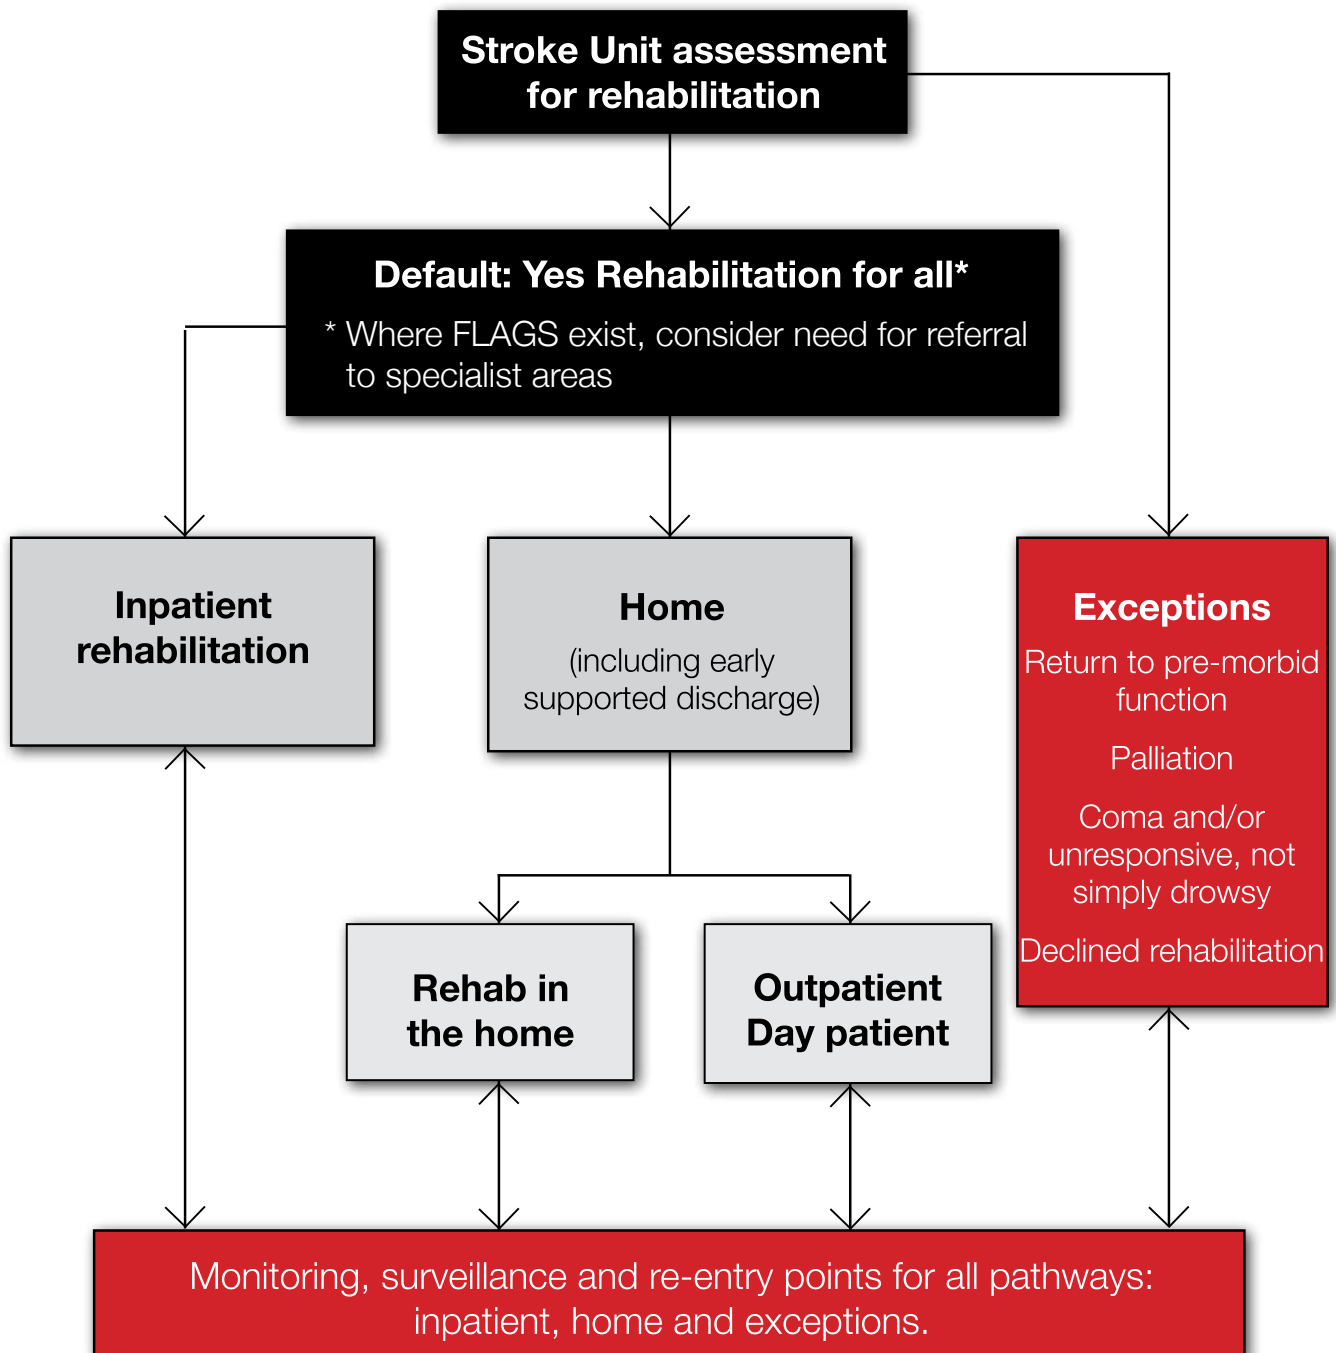 Stroke Unit assessment
for rehabilitation
Default: Yes Rehabilitation for all*
* Where FLAGS exist, consider need for referral
to specialist areas
Inpatient
rehabilitation
Home
(including early
supported discharge)
Exceptions
Return to pre-morbid
function
Palliation
Coma and/or
unresponsive, not
simply drowsy
Declined rehabilitation
Rehab in
the home
Outpatient
Day patient
Monitoring, surveillance and re-entry points for all pathways:
inpatient, home and exceptions.